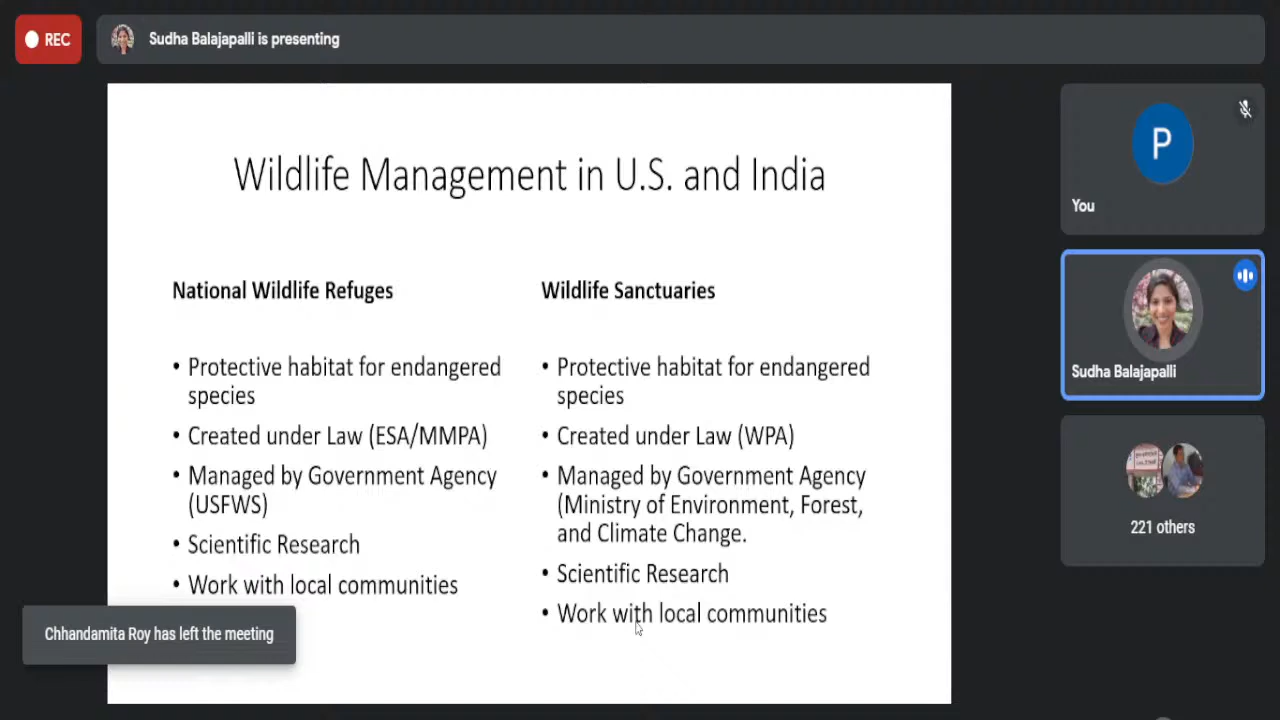 REC
Sudha Balajapalli is presenting
Wildlife Management in U.S. and India
National Wildlife Refuges
• Protective habitat for endangered
species
• Created under Law (ESA/MMPA)
• Managed by Government Agency
(USFWS)
• Scientific Research
• Work with local communities
Wildlife Sanctuaries
• Protective habitat for endangered
species
• Created under Law (WPA)
• Managed by Government Agency
(Ministry of Environment, Forest,
and Climate Change.
• Scientific Research
• Work with local communities
Chhandamita Roy has left the meeting
P
You
Sudha Balajapalli
221 others